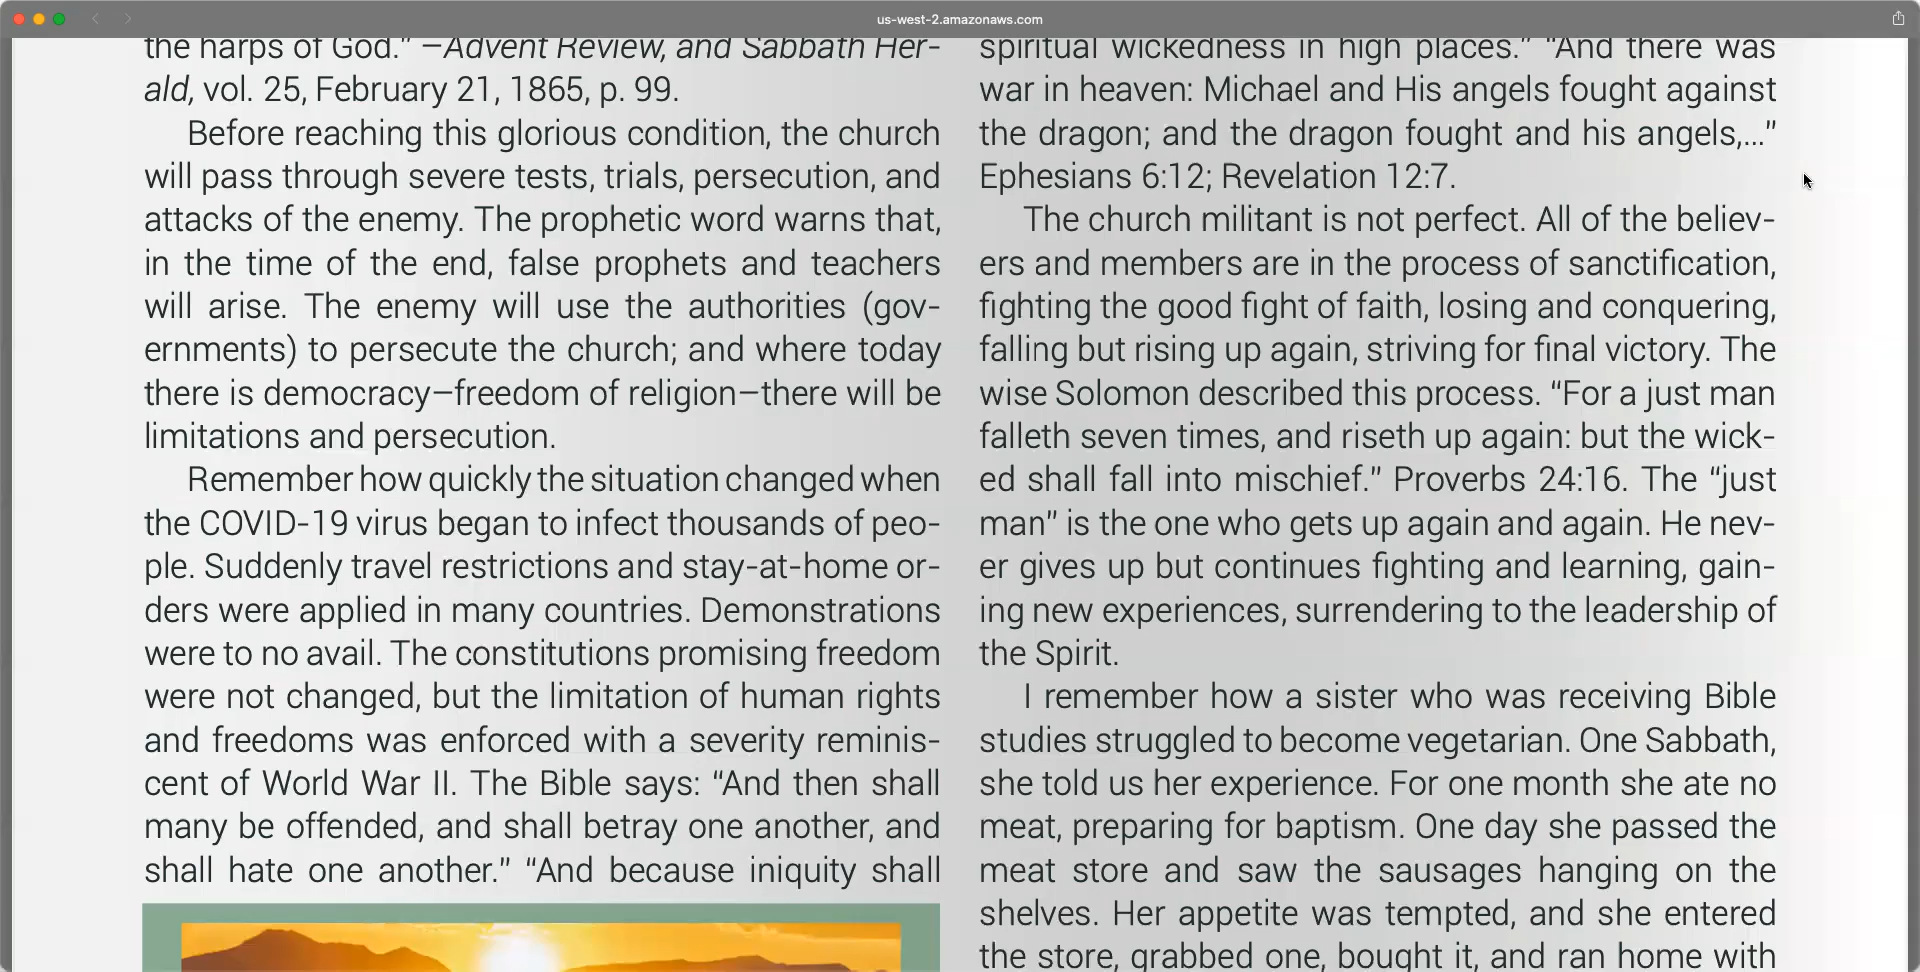 us-west-2.amazonaws.com
the harps of God.” –Advent Review, and Sabbath Her-
ald, vol. 25, February 21, 1865, p. 99.
Before reaching this glorious condition, the church
will pass through severe tests, trials, persecution, and
attacks of the enemy. The prophetic word warns that,
in the time of the end, false prophets and teachers
will arise. The enemy will use the authorities (gov-
ernments) to persecute the church; and where today
there is democracy–freedom of religion–there will be
limitations and persecution.
Remember how quickly the situation changed when
the COVID-19 virus began to infect thousands of peo-
ple. Suddenly travel restrictions and stay-at-home or-
ders were applied in many countries. Demonstrations
were to no avail. The constitutions promising freedom
were not changed, but the limitation of human rights
and freedoms was enforced with a severity reminis-
cent of World War II. The Bible says: “And then shall
many be offended, and shall betray one another, and
shall hate one another.” “And because iniquity shall
spiritual wickedness in high places.” “And there was
war in heaven: Michael and His angels fought against
the dragon; and the dragon fought and his angels,...”
Ephesians 6:12; Revelation 12:7.
The church militant is not perfect. All of the believ-
ers and members are in the process of sanctification,
fighting the good fight of faith, losing and conquering,
falling but rising up again, striving for final victory. The
wise Solomon described this process. “For a just man
falleth seven times, and riseth up again: but the wick-
ed shall fall into mischief.” Proverbs 24:16. The “just
man” is the one who gets up again and again. He nev-
er gives up but continues fighting and learning, gain-
ing new experiences, surrendering to the leadership of
the Spirit.
I remember how a sister who was receiving Bible
studies struggled to become vegetarian. One Sabbath,
she told us her experience. For one month she ate no
meat, preparing for baptism. One day she passed the
meat store and saw the sausages hanging on the
shelves. Her appetite was tempted, and she entered
the store, grabbed one, bought it, and ran home with